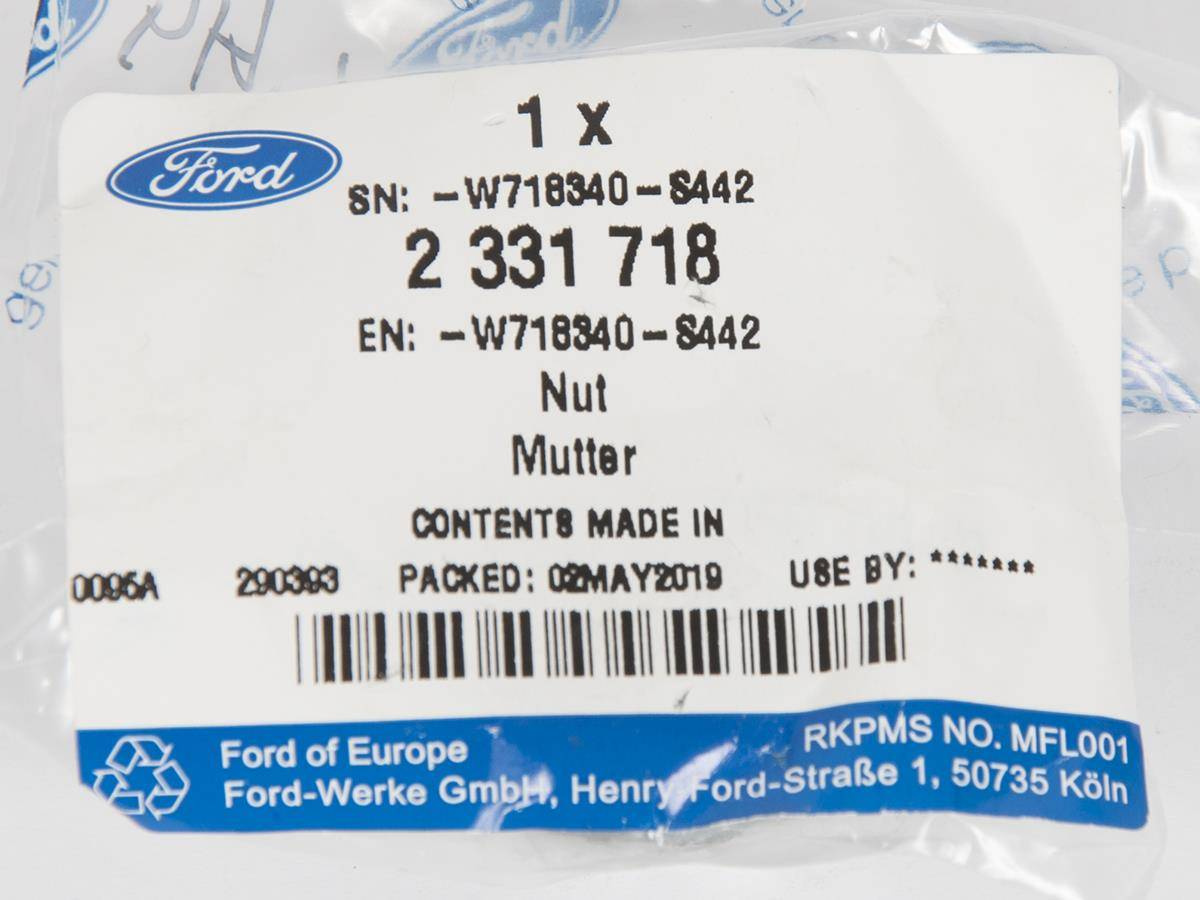 Ford
1 x
Ford
SN: -W718340-S442
2 331 718
EN: -W718340-S442
Nut
Mutter
CONTENTS MADE IN
0095A 290393 PACKED: 02MAY2019 USE BY: *******
RKPMS NO. MFL001
Ford of Europe
Ford-Werke GmbH, Henry-Ford-Straße 1, 50735 Köln